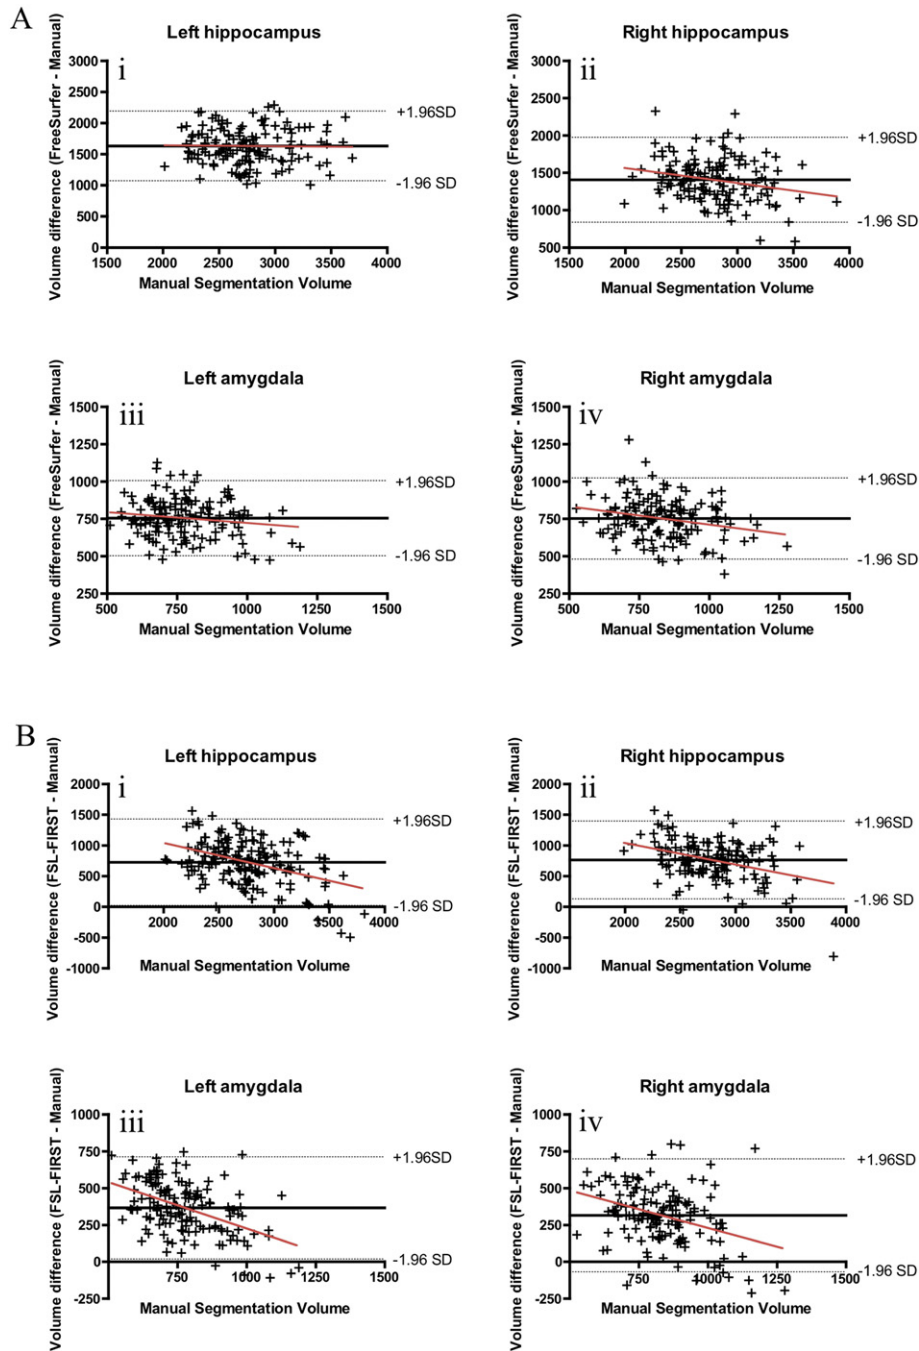 A
Left hippocampus
i
Volume difference (FreeSurfer - Manual)
3000
2500
2000
1500
1000
500
0
+1.96SD
-1.96 SD
1500 2000 2500 3000 3500 4000
Manual Segmentation Volume
Right hippocampus
ii
Volume difference (FreeSurfer - Manual)
3000
2500
2000
1500
1000
500
+1.96SD
-1.96 SD
1500 2000 2500 3000 3500 4000
Manual Segmentation Volume
Left amygdala
iii
Volume difference (FreeSurfer - Manual)
1500
1250
1000
750
500
250
+1.96SD
-1.96 SD
500 750 1000 1250 1500
Manual Segmentation Volume
Right amygdala
iv
Volume difference (FreeSurfer - Manual)
1500
1250
1000
750
500
250
+1.96SD
-1.96 SD
500 750 1000 1250 1500
Manual Segmentation Volume
B
Left hippocampus
i
Volume difference (FSL-FIRST - Manual)
2000
1500
1000
500
0
-500
-1000
+1.96SD
-1.96 SD
2000 2500 3000 3500 4000
Manual Segmentation Volume
Right hippocampus
ii
Volume difference (FSL-FIRST - Manual)
2000
1500
1000
500
0
-500
-1000
+1.96SD
-1.96 SD
2000 2500 3000 3500 4000
Manual Segmentation Volume
Left amygdala
iii
Volume difference (FSL-FIRST - Manual)
1000
750
500
250
0
-250
+1.96SD
-1.96 SD
750 1000 1250 1500
Manual Segmentation Volume
Right amygdala
iv
Volume difference (FSL-FIRST - Manual)
1000
750
500
250
0
-250
+1.96SD
-1.96 SD
750 1000 1250 1500
Manual Segmentation Volume